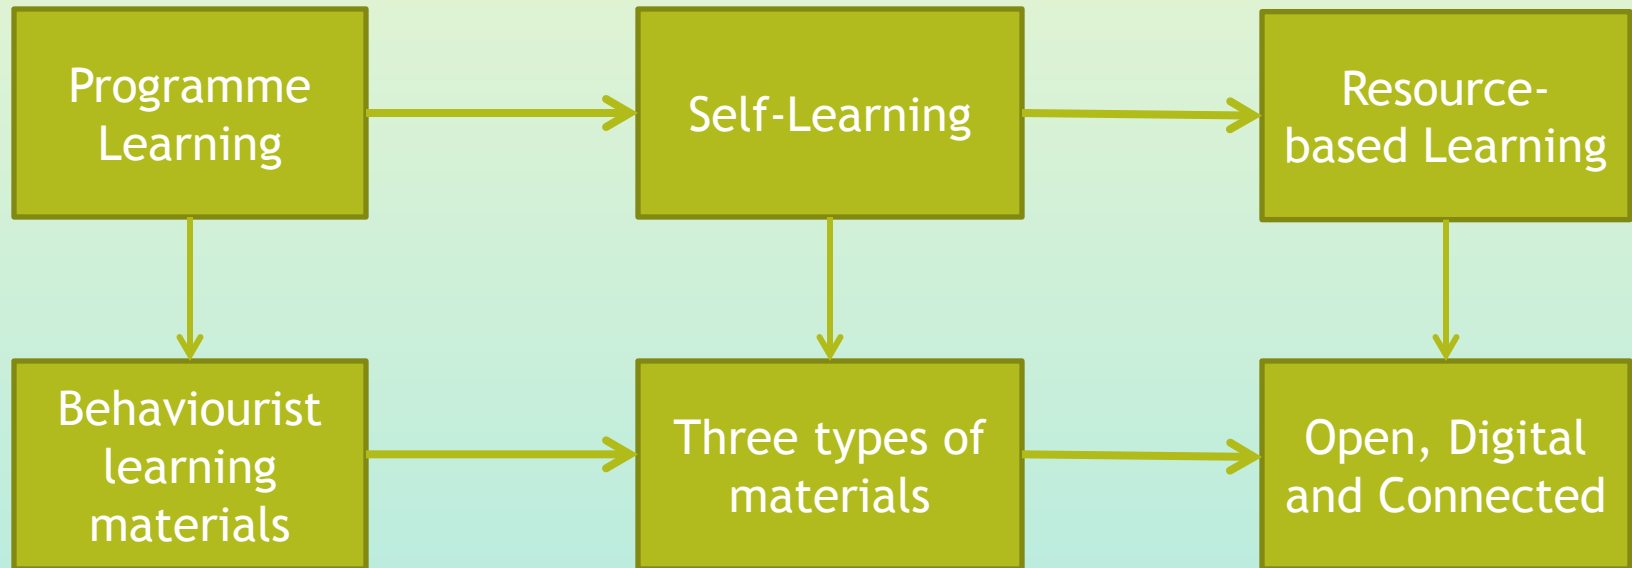 Programme
Learning
Self-Learning
Resource-
based Learning
Behaviourist
learning
materials
Three types of
materials
Open, Digital
and Connected